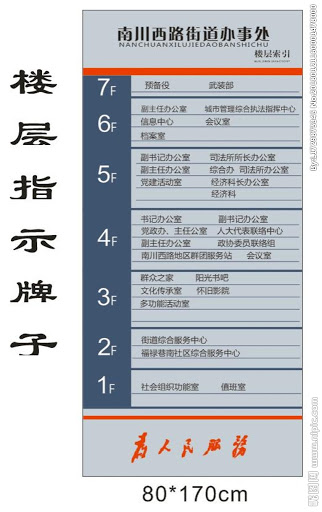 南川西路街道办事处
NANCHUANXILUJIEDAOBANSHICHU
楼层索引
7F
预备役 武装部
6F
副主任办公室 城市管理综合执法指挥中心
信息中心 会议室
档案室
5F
副书记办公室 司法所所长办公室
副主任办公室 综合办 司法所办公室
党建活动室 经济科长办公室
经济科
4F
书记办公室 副书记办公室
党政办、主任公室 人大代表联络中心
副主任办公室 政协委员联络组
南川西路地区群团服务站 会议室
3F
群众之家 阳光书吧
文化传承室 怀旧影院
多功能活动室
2F
街道综合服务中心
福禄巷南社区综合服务中心
1F
社会组织功能室 值班室
为人民服务
80*170cm
楼层指示牌子
www.nipic.com